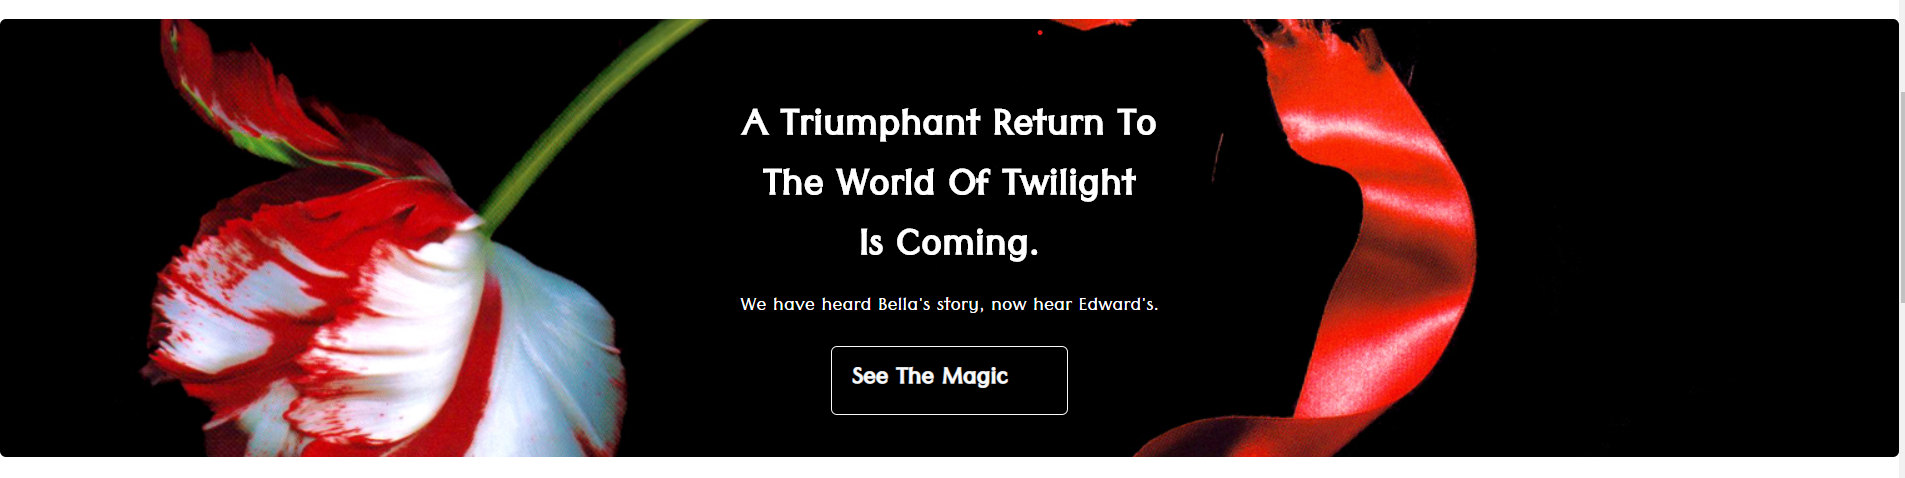 A Triumphant Return To
The World Of Twilight
Is Coming.
We have heard Bella's story, now hear Edward's.
See The Magic